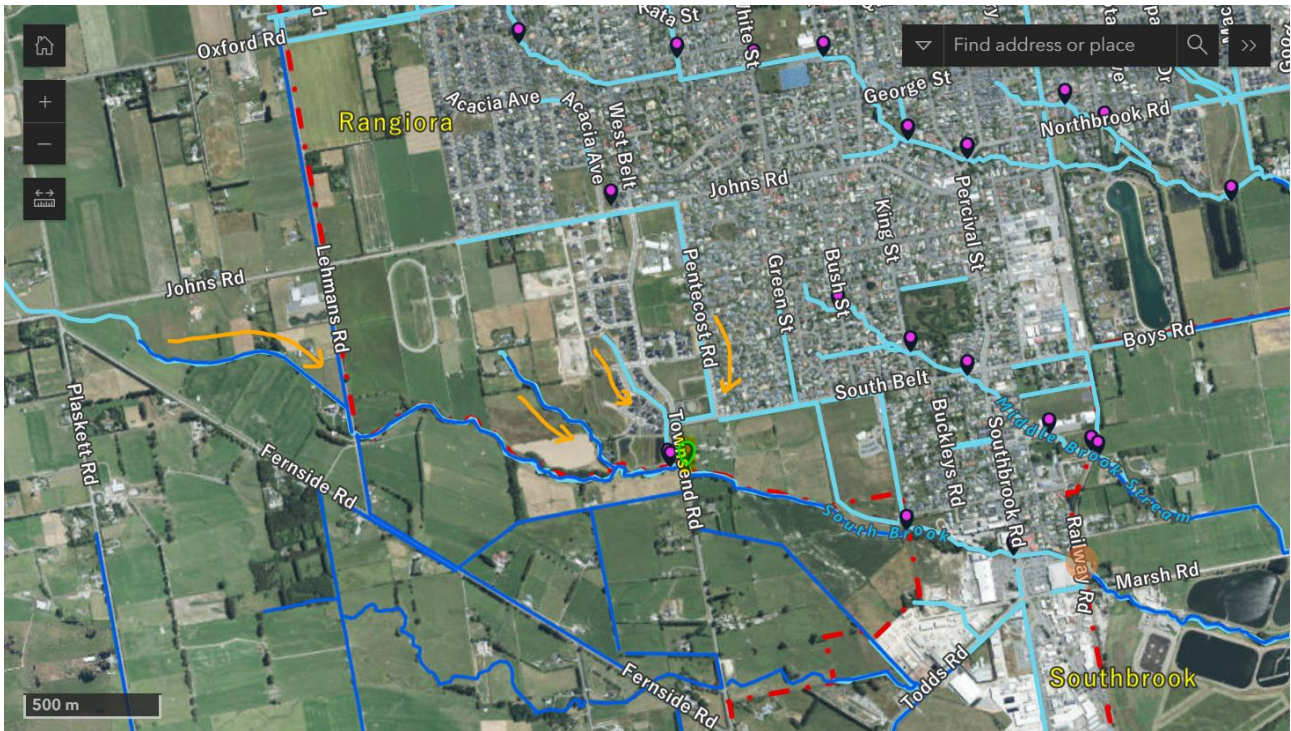 Oxford Rd
Rd
Kata St
White St
Find address or place
George St
Northbrook Rd
Acacia Ave
Acacia Ave
West Belt
Rangiora
Johns Rd
Percival St
King St
Lehmans Rd
Johns Rd
Pentecost Rd
Green St
Bush St
Boys Rd
South Belt
Plaskett Rd
Buckleys Rd
Southbrook Rd
Middle Brook Stream
Townsend Rd
Fernside Rd
South Brook
Railway Rd
Marsh Rd
Fernside Rd
Todds Rd
Southbrook
500 m